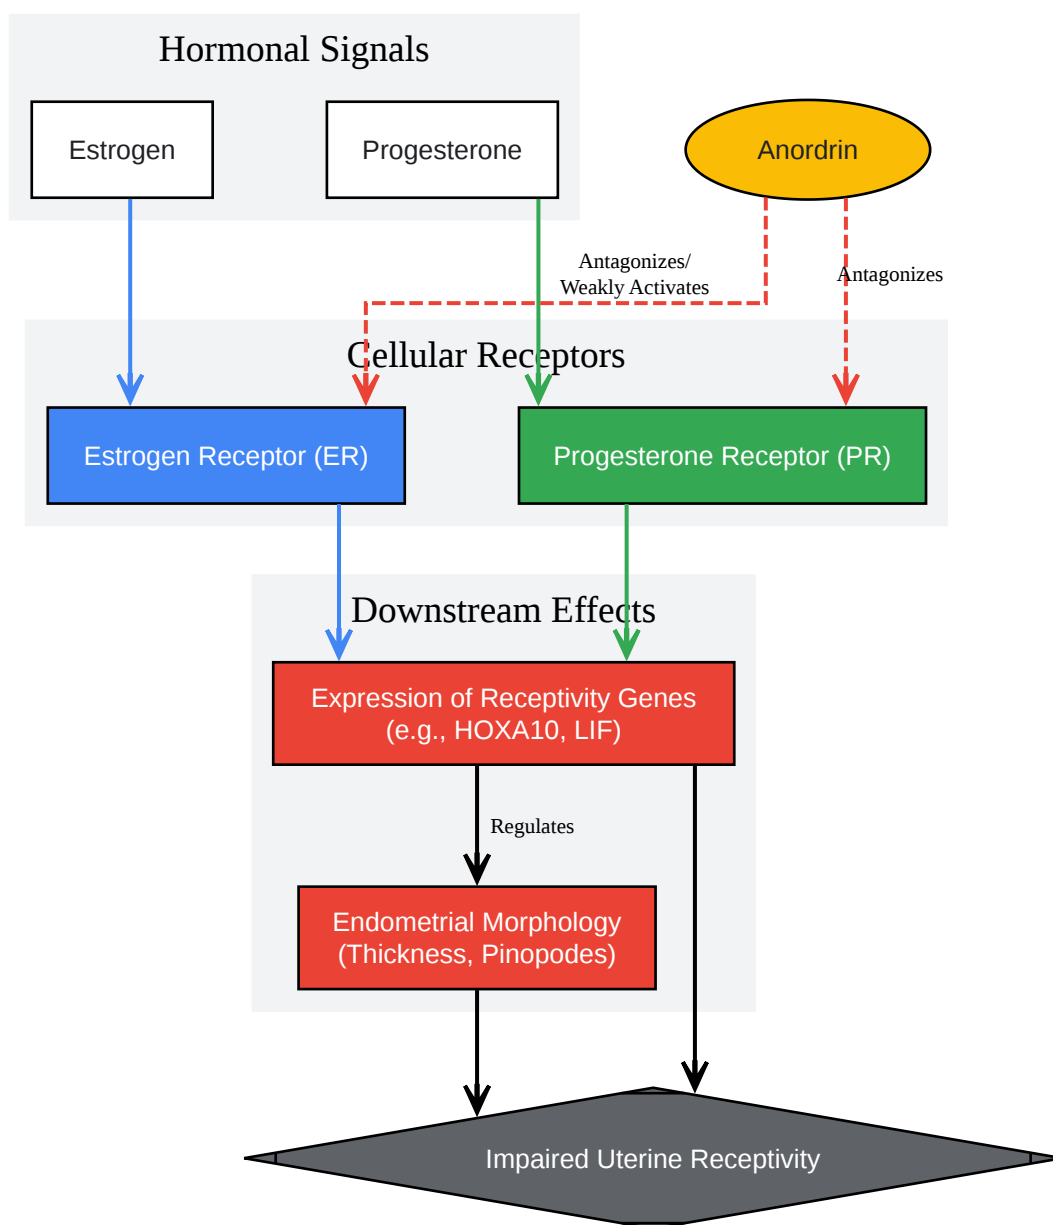 Hormonal Signals
Estrogen
Progesterone
Anordrin
Antagonizes/
Weakly Activates
Antagonizes
Cellular Receptors
Estrogen Receptor (ER)
Progesterone Receptor (PR)
Downstream Effects
Expression of Receptivity Genes
(e.g., HOXA10, LIF)
Regulates
Endometrial Morphology
(Thickness, Pinopodes)
Impaired Uterine Receptivity